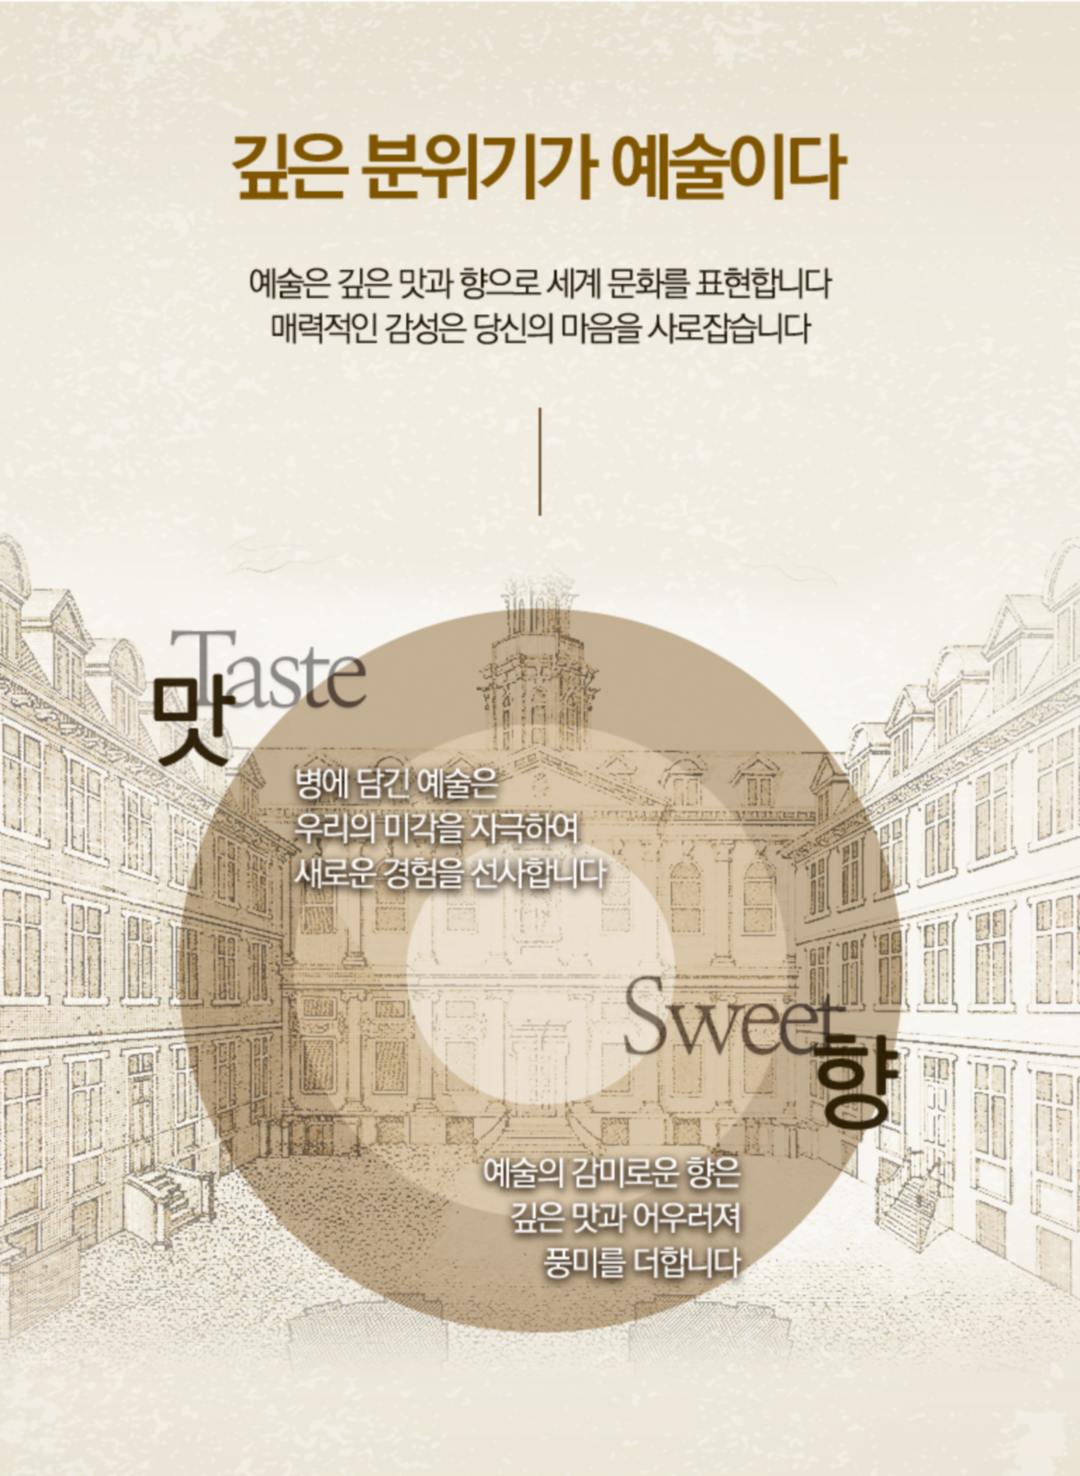 깊은 분위기가 예술이다
예술은 깊은 맛과 향으로 세계 문화를 표현합니다
매력적인 감성은 당신의 마음을 사로잡습니다
Taste
맛
병에 담긴 예술은
우리의 미각을 자극하여
새로운 경험을 선사합니다
Sweet
향
예술의 감미로운 향은
깊은 맛과 어우러져
풍미를 더합니다